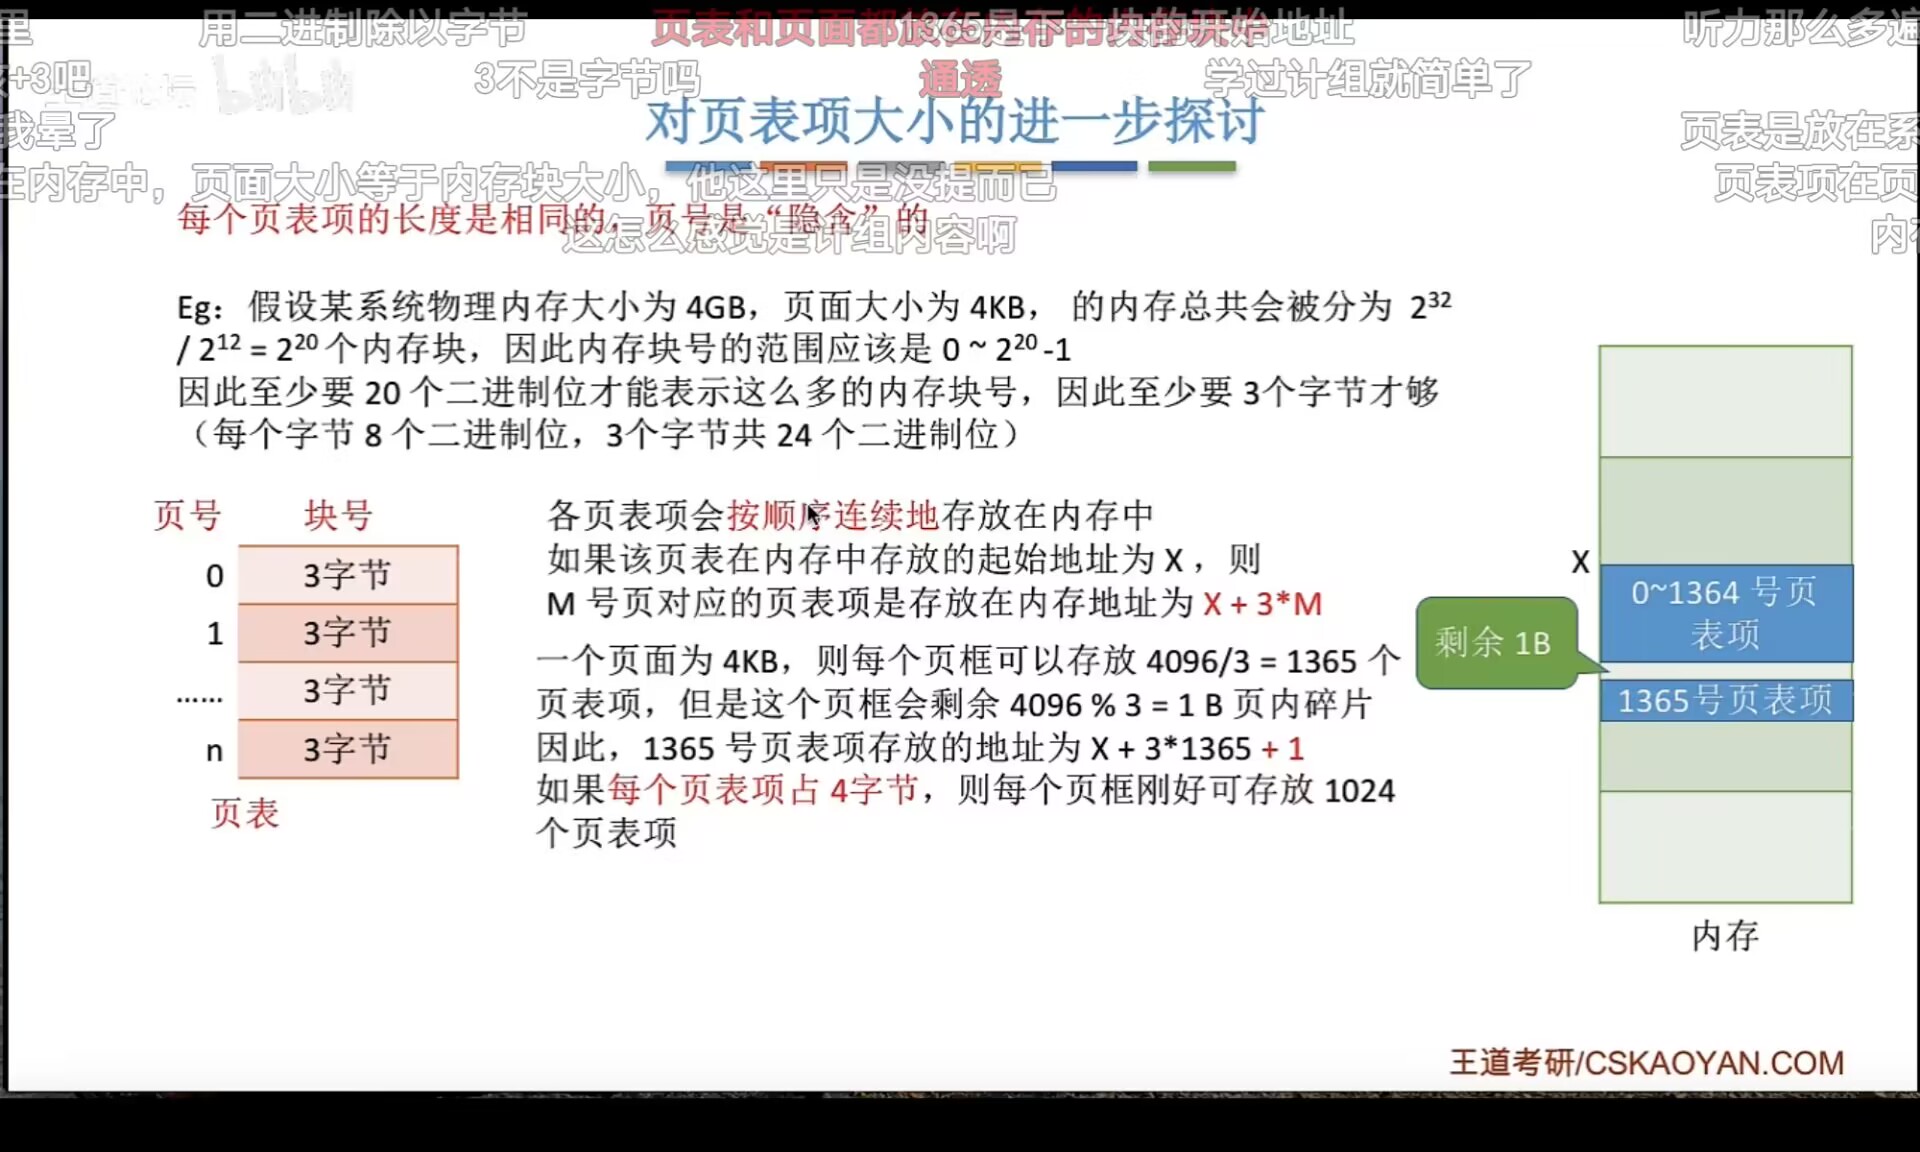 里
用二进制除以字节
1365是下一块的开始地址
听力那么多遍
+3吧
3不是字节吗
通透
学过计组就简单了
bilibili
对页表项大小的进一步探讨
我晕了
页表是放在系
在内存中，页面大小等于内存块大小，他这里只是没提而已
页表项在页
每个页表项的长度是相同的，页号是“隐含”的
这怎么感觉是计组内容啊
内存
Eg：假设某系统物理内存大小为 4GB，页面大小为 4KB， 的内存总共会被分为 2³²
/ 2¹² = 2²⁰ 个内存块，因此内存块号的范围应该是 0 ~ 2²⁰ -1
因此至少要 20 个二进制位才能表示这么多的内存块号，因此至少要 3个字节才够
（每个字节 8 个二进制位，3个字节共 24 个二进制位）
页号 块号
0 3字节
1 3字节
...... 3字节
n 3字节
页表
各页表项会按顺序连续地存放在内存中
如果该页表在内存中存放的起始地址为 X ，则
M 号页对应的页表项是存放在内存地址为 X + 3*M
一个页面为 4KB，则每个页框可以存放 4096/3 = 1365 个
页表项，但是这个页框会剩余 4096 % 3 = 1 B 页内碎片
因此，1365 号页表项存放的地址为 X + 3*1365 + 1
如果每个页表项占 4字节，则每个页框刚好可存放 1024
个页表项
X
0~1364 号页
表项
剩余 1B
1365号页表项
内存
王道考研/CSKAOYAN.COM